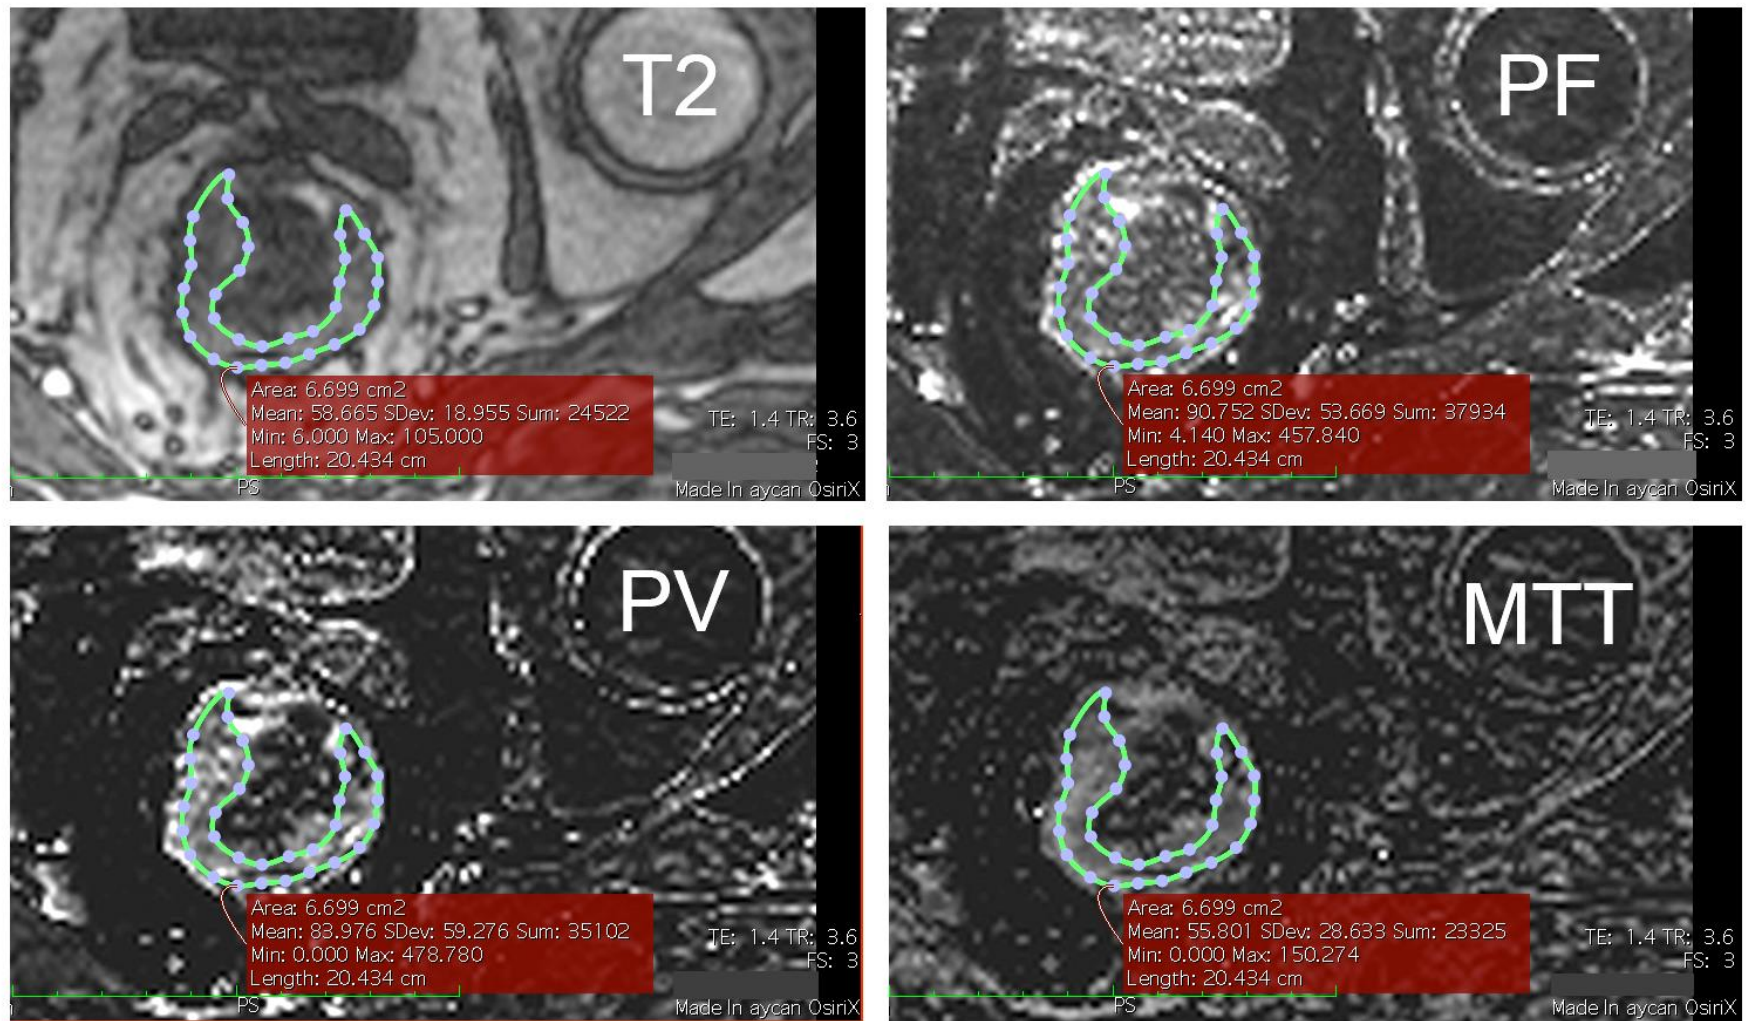 T2
Area: 6.699 cm2
Mean: 58.665 SDev: 18.955 Sum: 24522
Min: 6.000 Max: 105.000
Length: 20.434 cm
TE: 1.4 TR: 3.6
FS: 3
PS
Made In aycan OsiriX
PF
Area: 6.699 cm2
Mean: 90.752 SDev: 53.669 Sum: 37934
Min: 4.140 Max: 457.840
Length: 20.434 cm
TE: 1.4 TR: 3.6
FS: 3
PS
Made In aycan OsiriX
PV
Area: 6.699 cm2
Mean: 83.976 SDev: 59.276 Sum: 35102
Min: 0.000 Max: 478.780
Length: 20.434 cm
TE: 1.4 TR: 3.6
FS: 3
PS
Made In aycan OsiriX
MTT
Area: 6.699 cm2
Mean: 55.801 SDev: 28.633 Sum: 23325
Min: 0.000 Max: 150.274
Length: 20.434 cm
TE: 1.4 TR: 3.6
FS: 3
PS
Made In aycan OsiriX